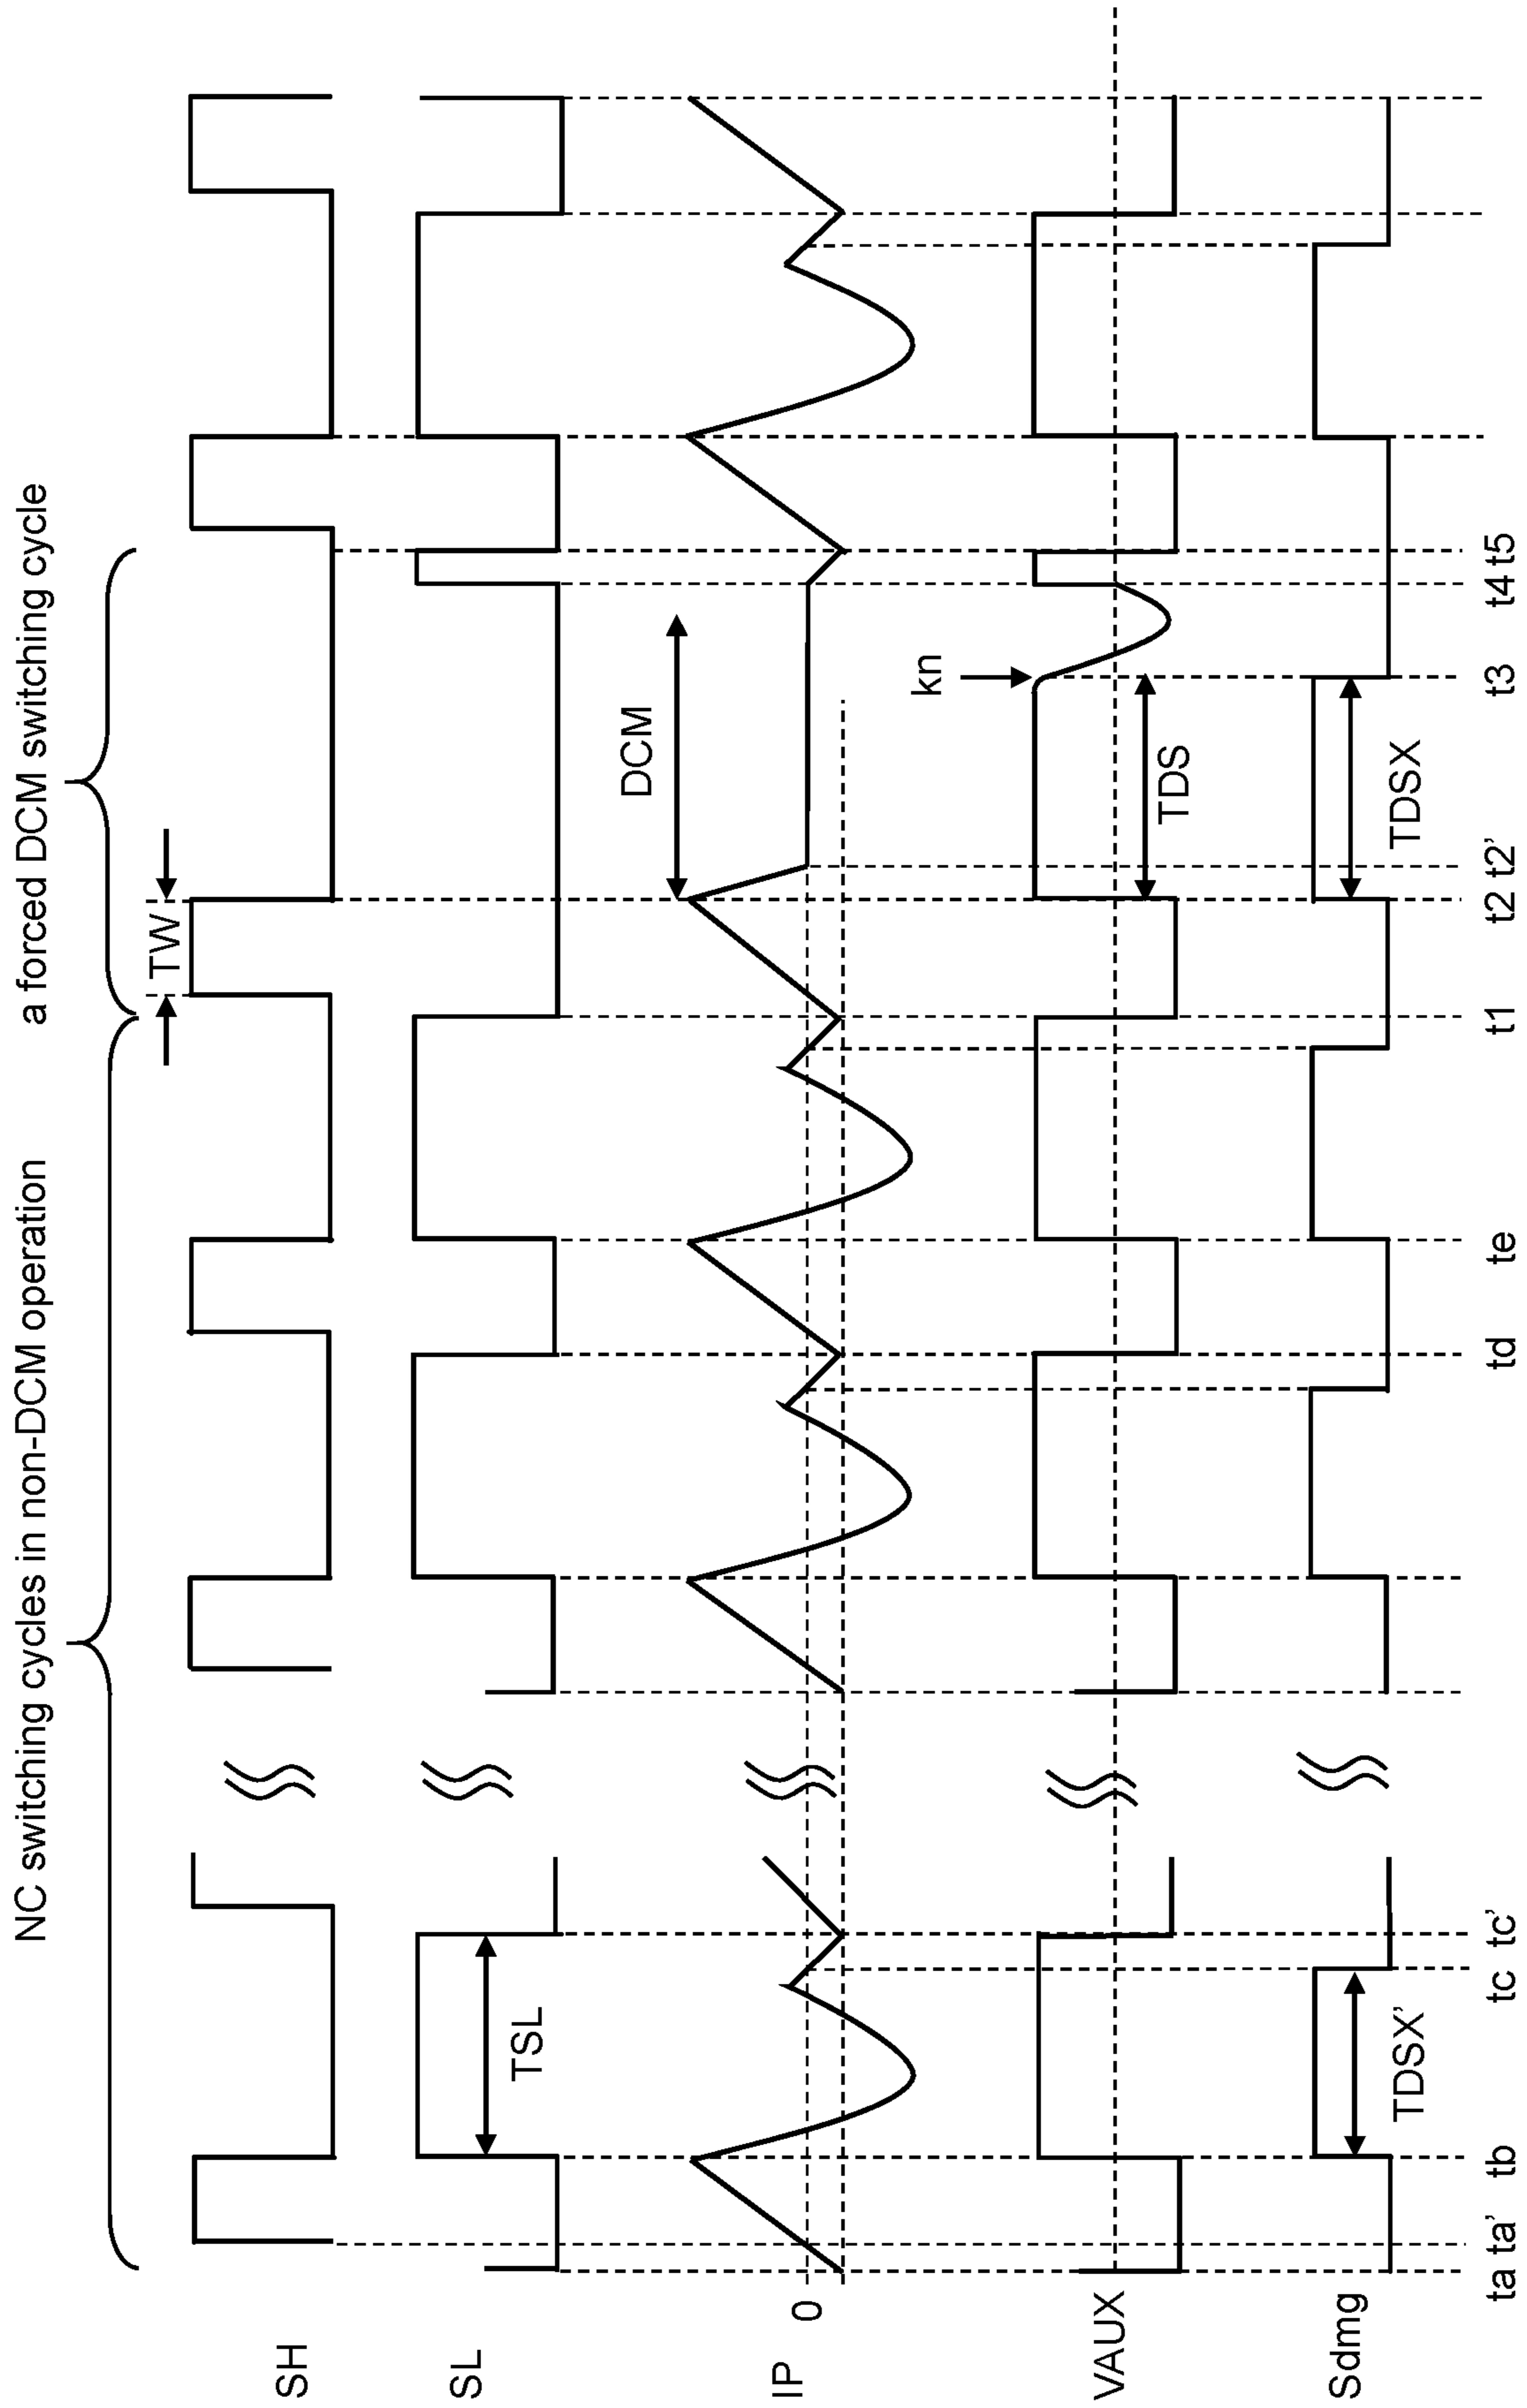 NC switching cycles in non-DCM operation
a forced DCM switching cycle
TW
SH
SL
TSL
DCM
IP
0
kn
VAUX
TDS
Sdmg
TDSX’
TDSX
ta ta’ tb tc tc’ td te t1 t2 t2’ t3 t4 t5